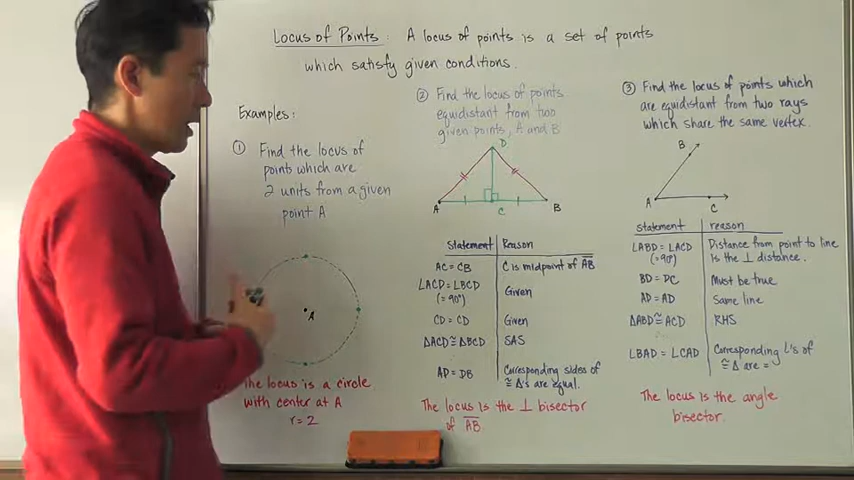 Locus of Points : A locus of points is a set of points
which satisfy given conditions.
Examples:
① Find the locus of
points which are
2 units from a given
point A
A
The locus is a circle
with center at A
r = 2
② Find the locus of points
equidistant from two
given points, A and B
D
A
C
B
Statement Reason
AC = CB C is midpoint of AB
∠ACD = ∠BCD Given
(= 90°)
CD = CD Given
ΔACD ≅ ΔBCD SAS
AD = DB Corresponding sides of
≅ Δ's are equal.
The locus is the ⊥ bisector
of AB
③ Find the locus of points which
are equidistant from two rays
which share the same vertex.
B
A
C
statement reason
∠ABD = ∠ACD Distance from point to line
(= 90°) is the ⊥ distance.
BD = DC Must be true
AD = AD Same line
ΔABD ≅ ACD RHS
∠BAD = ∠CAD Corresponding ∠'s of
≅ Δ are =
The locus is the angle
bisector.